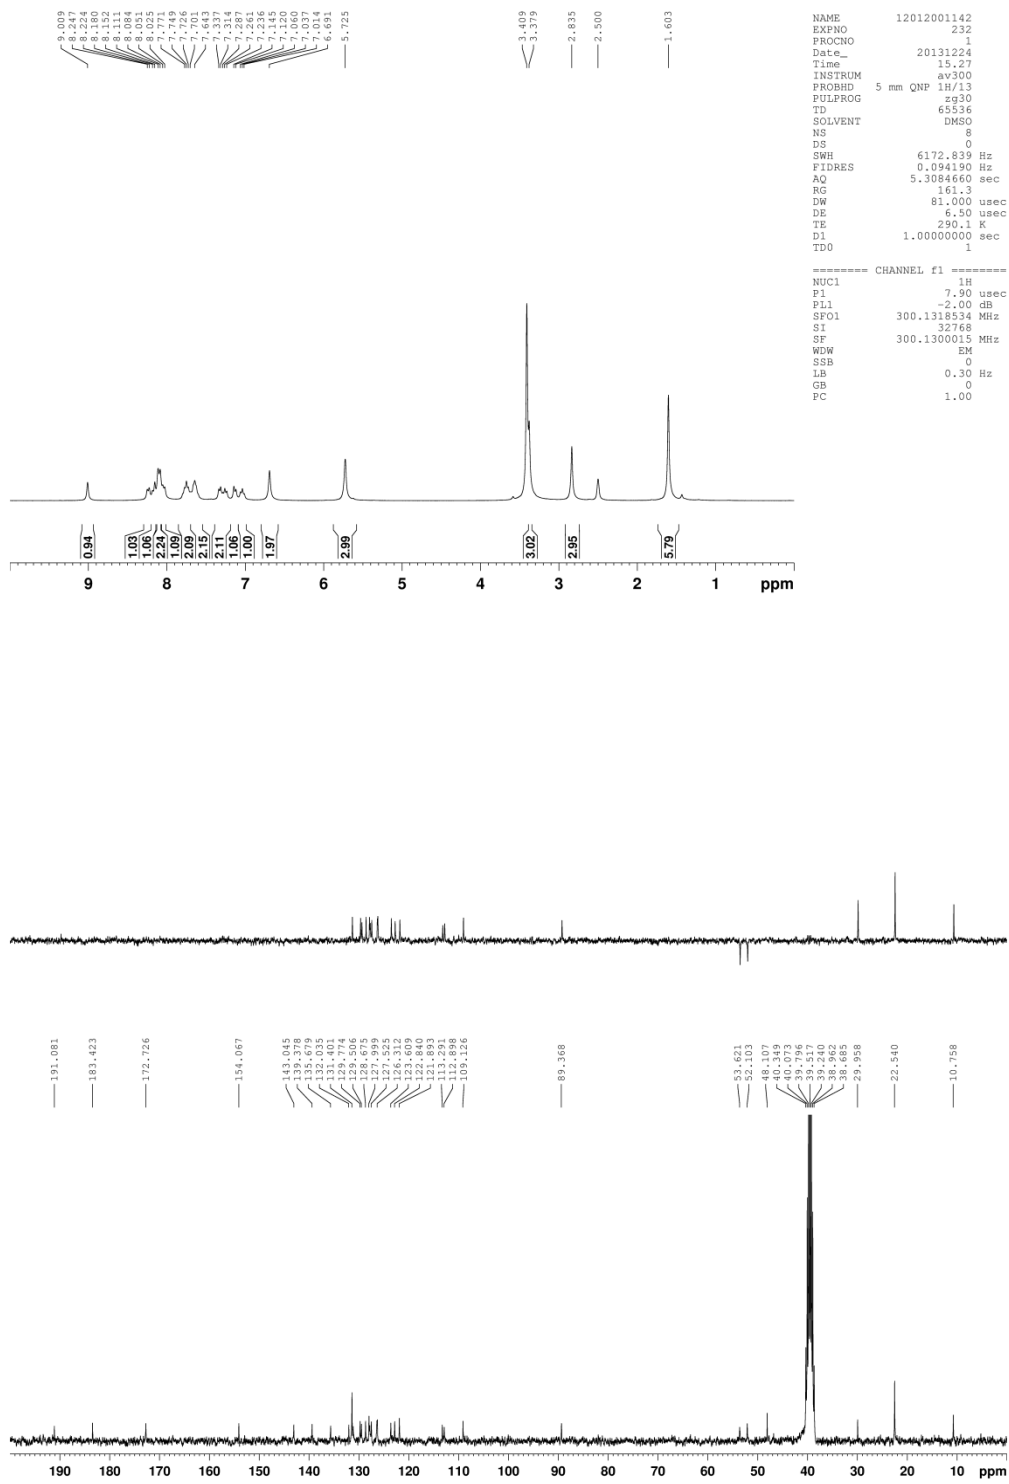 9.009
8.247
8.224
8.180
8.152
8.111
8.084
8.051
8.025
7.771
7.749
7.726
7.701
7.643
7.337
7.314
7.287
7.261
7.236
7.145
7.120
7.060
7.037
7.014
6.691
5.725
3.409
3.379
2.835
2.500
1.603
NAME 12012001142
EXPNO 232
PROCNO 1
Date_ 20131224
Time 15.27
INSTRUM av300
PROBHD 5 mm QNP 1H/13
PULPROG zg30
TD 65536
SOLVENT DMSO
NS 8
DS 0
SWH 6172.839 Hz
FIDRES 0.094190 Hz
AQ 5.3084660 sec
RG 161.3
DW 81.000 usec
DE 6.50 usec
TE 290.1 K
D1 1.00000000 sec
TD0 1
======== CHANNEL f1 ========
NUC1 1H
P1 7.90 usec
PL1 -2.00 dB
SFO1 300.1318534 MHz
SI 32768
SF 300.1300015 MHz
WDW EM
SSB 0
LB 0.30 Hz
GB 0
PC 1.00
0.94
1.03
1.06
2.24
1.09
2.09
2.15
2.11
1.06
1.00
1.97
2.99
3.02
2.95
5.79
9 8 7 6 5 4 3 2 1 ppm
191.081
183.423
172.726
154.067
143.045
139.378
135.679
132.035
131.401
129.774
129.506
128.675
127.999
127.525
126.312
123.609
122.840
121.893
113.291
112.898
109.126
89.368
53.621
52.103
48.107
40.349
40.073
39.796
39.517
39.240
38.962
38.685
29.958
22.540
10.758
190 180 170 160 150 140 130 120 110 100 90 80 70 60 50 40 30 20 ppm